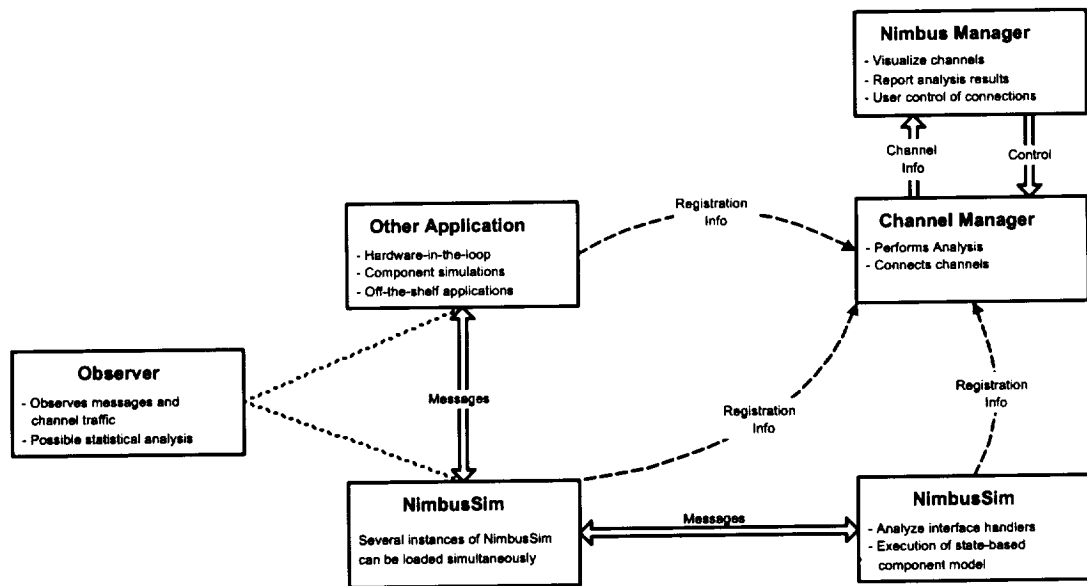 Nimbus Manager
- Visualize channels
- Report analysis results
- User control of connections
Channel
Info
Control
Other Application
- Hardware-in-the-loop
- Component simulations
- Off-the-shelf applications
Registration
Info
Channel Manager
- Performs Analysis
- Connects channels
Observer
- Observes messages and
channel traffic
- Possible statistical analysis
Messages
Registration
Info
Registration
Info
NimbusSim
Several instances of NimbusSim
can be loaded simultaneously
Messages
NimbusSim
- Analyze interface handlers
- Execution of state-based
component model